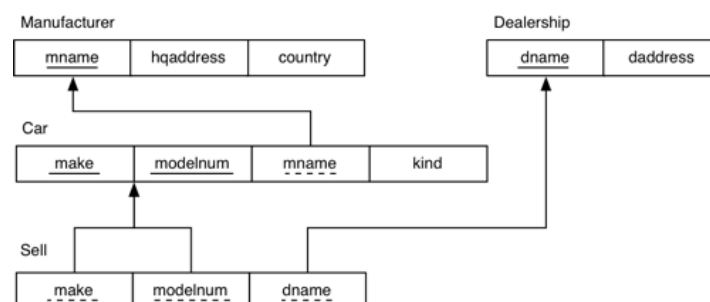 Manufacturer
Dealership
mname hqaddress country
dname daddress
Car
make modelnum mname kind
Sell
make modelnum dname